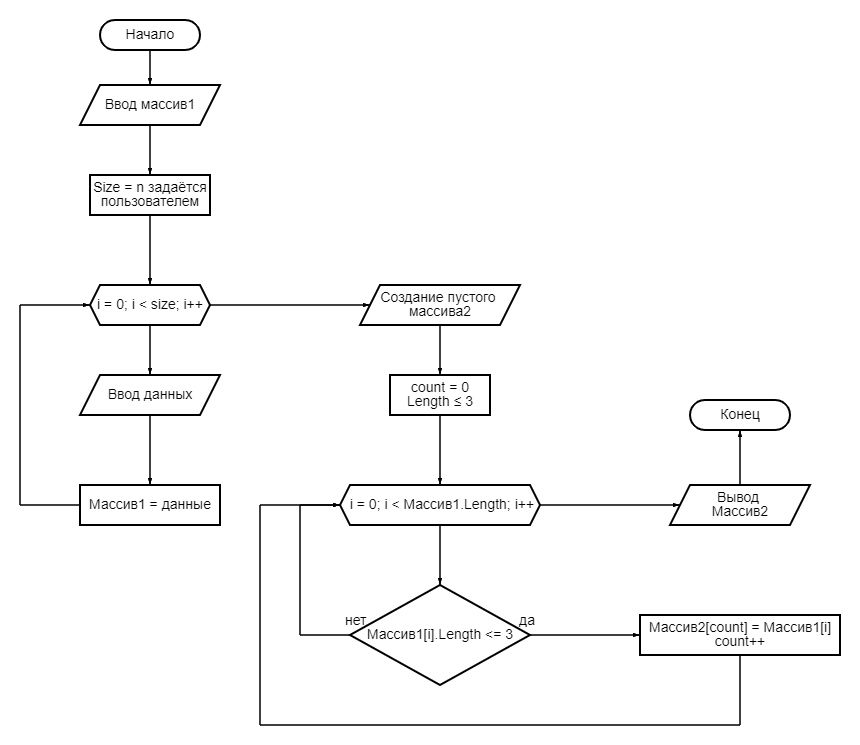 Начало
Ввод массив1
Size = n задаётся
пользователем
i = 0; i < size; i++
Ввод данных
Массив1 = данные
Создание пустого
массива2
count = 0
Length ≤ 3
i = 0; i < Массив1.Length; i++
нет
Массив1[i].Length <= 3
да
Массив2[count] = Массив1[i]
count++
Вывод
Массив2
Конец